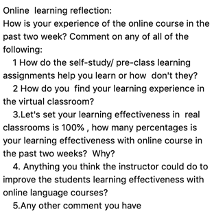 Online  learning reflection:
How is your experience of the online course in the
past two week? Comment on any of all of the
following:
1 How do the self-study/ pre-class learning
assignments help you learn or how  don't they?
2 How do you  find your learning experience in
the virtual classroom?
3.Let's set your learning effectiveness in  real
classrooms is 100% , how many percentages is
your learning effectiveness with online course in
the past two weeks?  Why?
4. Anything you think the instructor could do to
improve the students learning effectiveness with
online language courses?
5.Any other comment you have